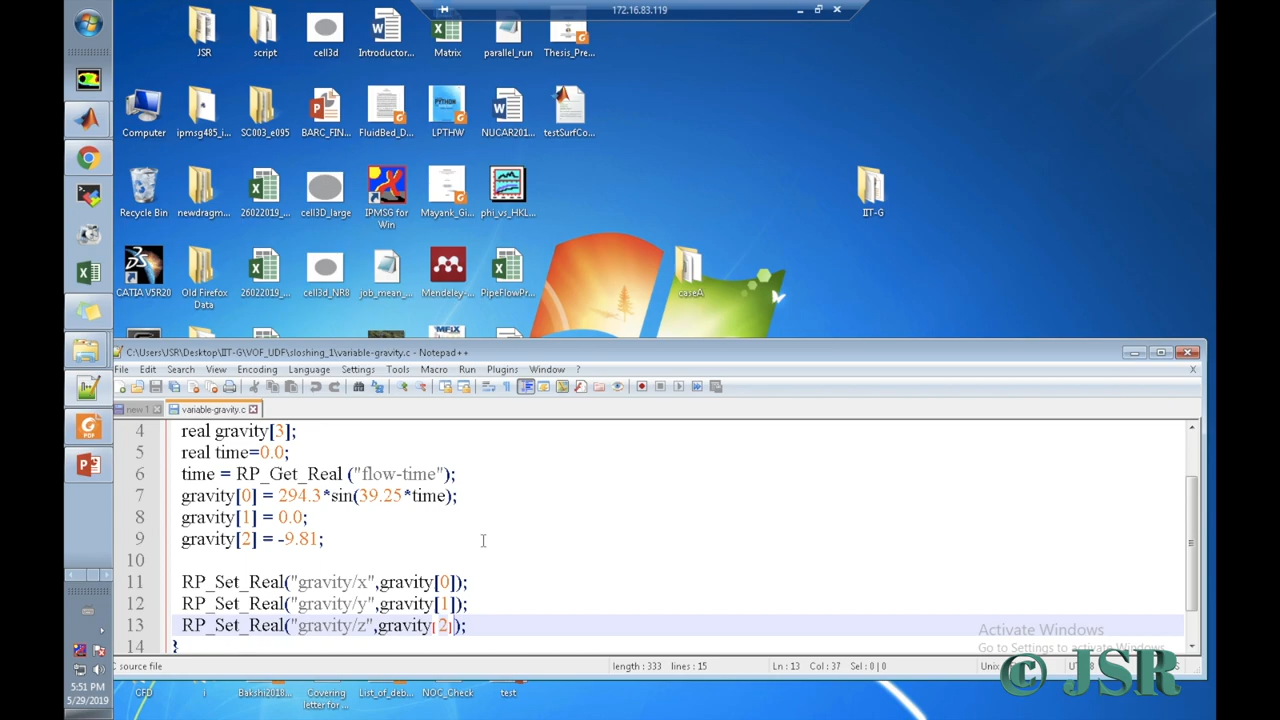 172.16.83.119
JSR
script
cell3d
Introductor...
Matrix
parallel_run
Thesis_Pre...
Computer
ipmsg485_i...
SC003_e095
BARC_FIN...
FluidBed_D...
LPTHW
NUCAR201...
testSurfCo...
PYTHON
Recycle Bin
newdragm...
26022019_...
cell3D_large
IPMSG for
Win
Mayank_Gi...
phi_vs_HKL...
IIT-G
CATIA V5R20
Old Firefox
Data
26022019_...
cell3d_NR8
job_mean_...
Mendeley-...
PipeFlowPr...
caseA
MFiX
C:\Users\JSR\Desktop\IIT-G\VOF_UDF\sloshing_1\variable-gravity.c - Notepad++
File Edit Search View Encoding Language Settings Tools Macro Run Plugins Window ?
new 1
variable-gravity.c
4 real gravity[3];
5 real time=0.0;
6 time = RP_Get_Real ("flow-time");
7 gravity[0] = 294.3*sin(39.25*time);
8 gravity[1] = 0.0;
9 gravity[2] = -9.81;
10
11 RP_Set_Real("gravity/x",gravity[0]);
12 RP_Set_Real("gravity/y",gravity[1]);
13 RP_Set_Real("gravity/z",gravity[2]);
14 }
Activate Windows
Go to Settings to activate Windows.
C source file
length : 333 lines : 15
Ln : 13 Col : 37 Sel : 0 | 0
5:51 PM
5/29/2019
CFD
i
Bakshi2018...
Covering
letter for...
List_of_deb...
NOC_Check
test
© JSR